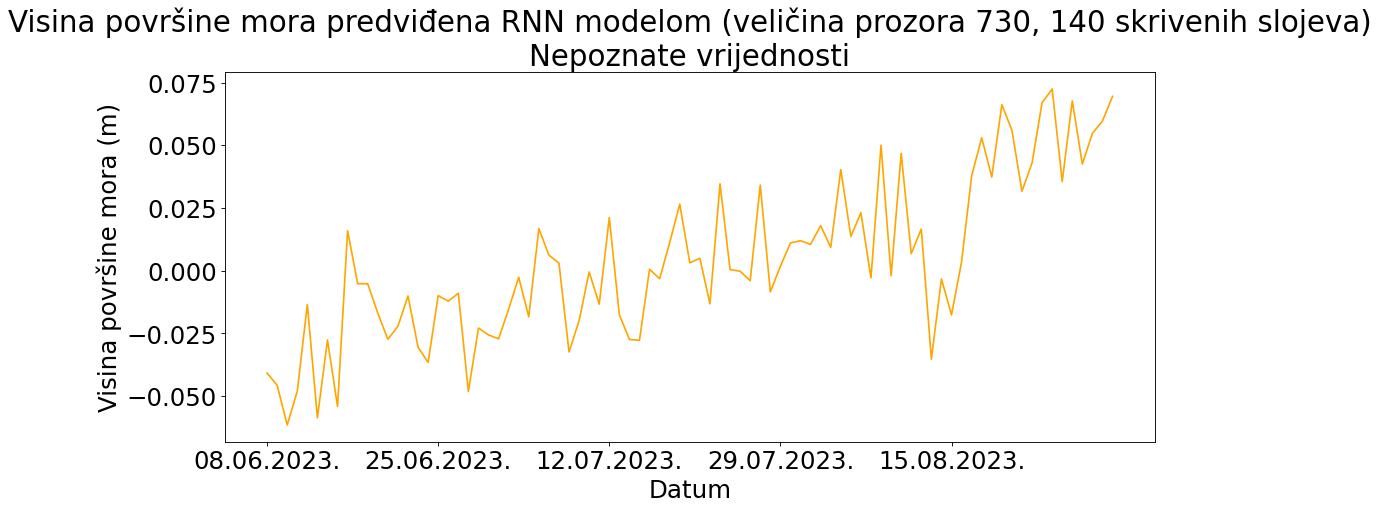 Visina površine mora predviđena RNN modelom (veličina prozora 730, 140 skrivenih slojeva)
Nepoznate vrijednosti
Visina površine mora (m)
0.075
0.050
0.025
0.000
−0.025
−0.050
08.06.2023. 25.06.2023. 12.07.2023. 29.07.2023. 15.08.2023.
Datum